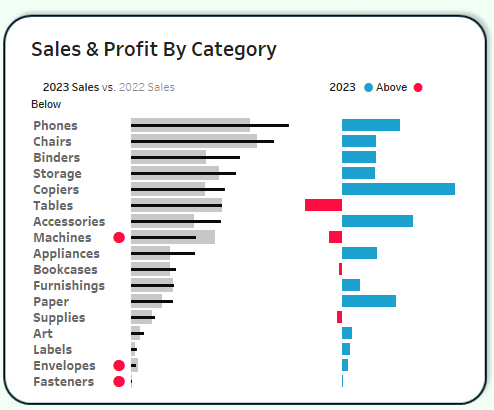 Sales & Profit By Category
2023 Sales vs. 2022 Sales
2023 Above
Below
Phones
Chairs
Binders
Storage
Copiers
Tables
Accessories
Machines
Appliances
Bookcases
Furnishings
Paper
Supplies
Art
Labels
Envelopes
Fasteners